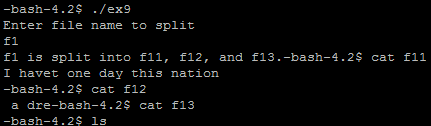 -bash-4.2$ ./ex9
Enter file name to split
f1
f1 is split into f11, f12, and f13.-bash-4.2$ cat f11
I havet one day this nation
-bash-4.2$ cat f12
 a dre-bash-4.2$ cat f13
-bash-4.2$ ls